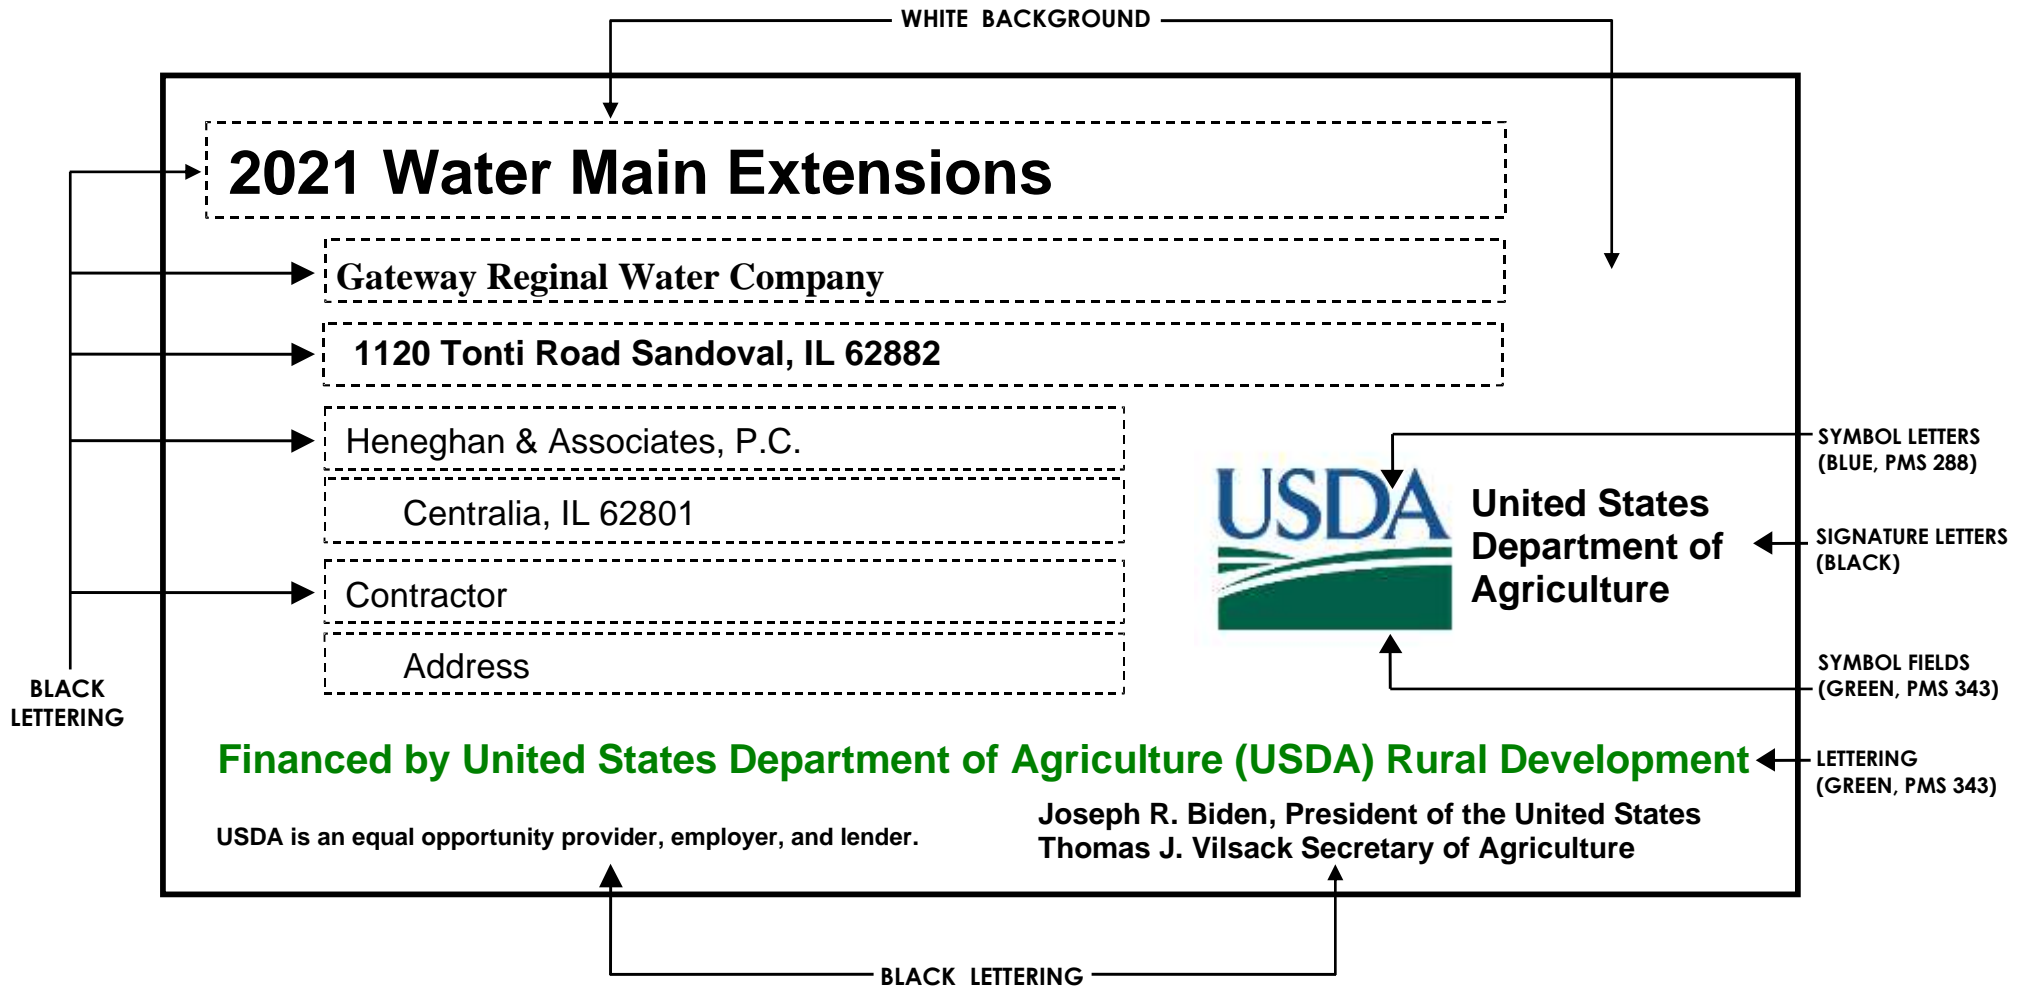 WHITE BACKGROUND
2021 Water Main Extensions
Gateway Reginal Water Company
1120 Tonti Road Sandoval, IL 62882
Heneghan & Associates, P.C.
Centralia, IL 62801
Contractor
Address
BLACK
LETTERING
USDA
United States
Department of
Agriculture
SYMBOL LETTERS
(BLUE, PMS 288)
SIGNATURE LETTERS
(BLACK)
SYMBOL FIELDS
(GREEN, PMS 343)
Financed by United States Department of Agriculture (USDA) Rural Development
LETTERING
(GREEN, PMS 343)
USDA is an equal opportunity provider, employer, and lender.
Joseph R. Biden, President of the United States
Thomas J. Vilsack Secretary of Agriculture
BLACK LETTERING